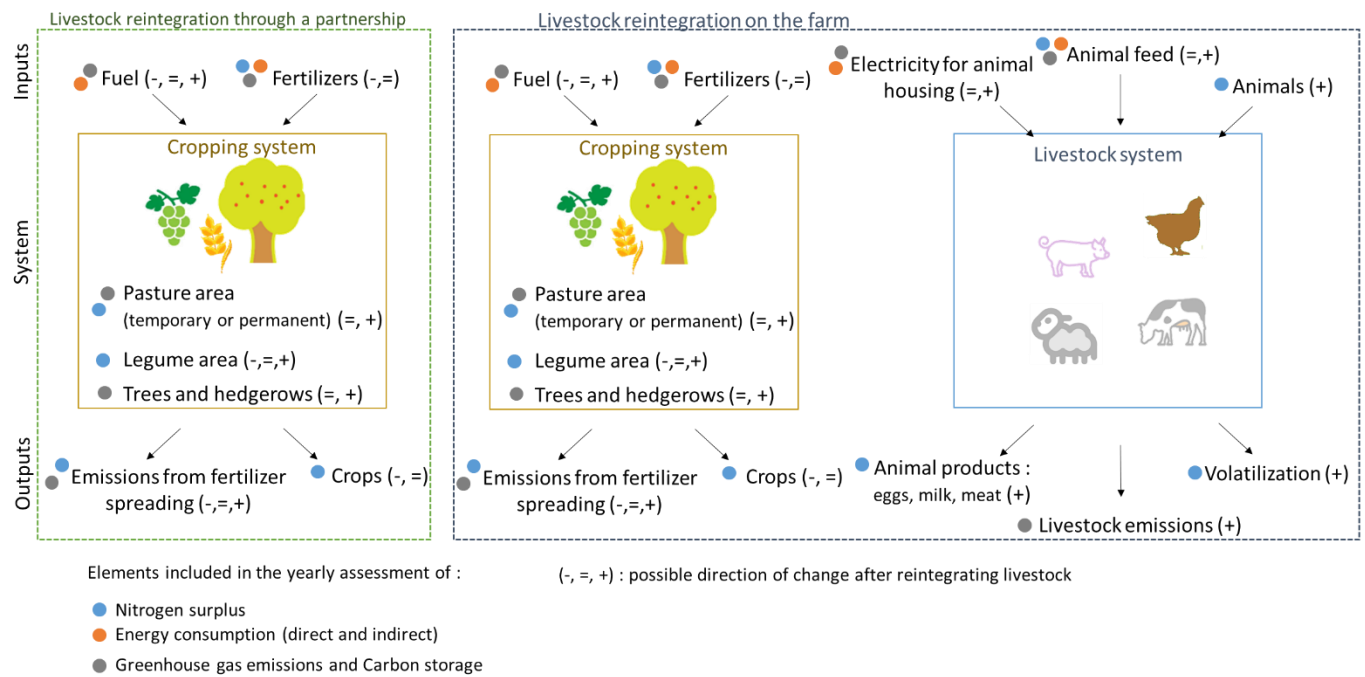 Livestock reintegration through a partnership
Inputs
Fuel (-, =, +)
Fertilizers (-,=)
System
Cropping system
Pasture area
(temporary or permanent) (=, +)
Legume area (-,=,+)
Trees and hedgerows (=, +)
Outputs
Emissions from fertilizer
spreading (-,=,+)
Crops (-, =)
Livestock reintegration on the farm
Fuel (-, =, +)
Fertilizers (-,=)
Electricity for animal
housing (=,+)
Animal feed (=,+)
Animals (+)
Cropping system
Pasture area
(temporary or permanent) (=, +)
Legume area (-,=,+)
Trees and hedgerows (=, +)
Livestock system
Emissions from fertilizer
spreading (-,=,+)
Crops (-, =)
Animal products :
eggs, milk, meat (+)
Livestock emissions (+)
Volatilization (+)
Elements included in the yearly assessment of :
(-, =, +) : possible direction of change after reintegrating livestock
Nitrogen surplus
Energy consumption (direct and indirect)
Greenhouse gas emissions and Carbon storage